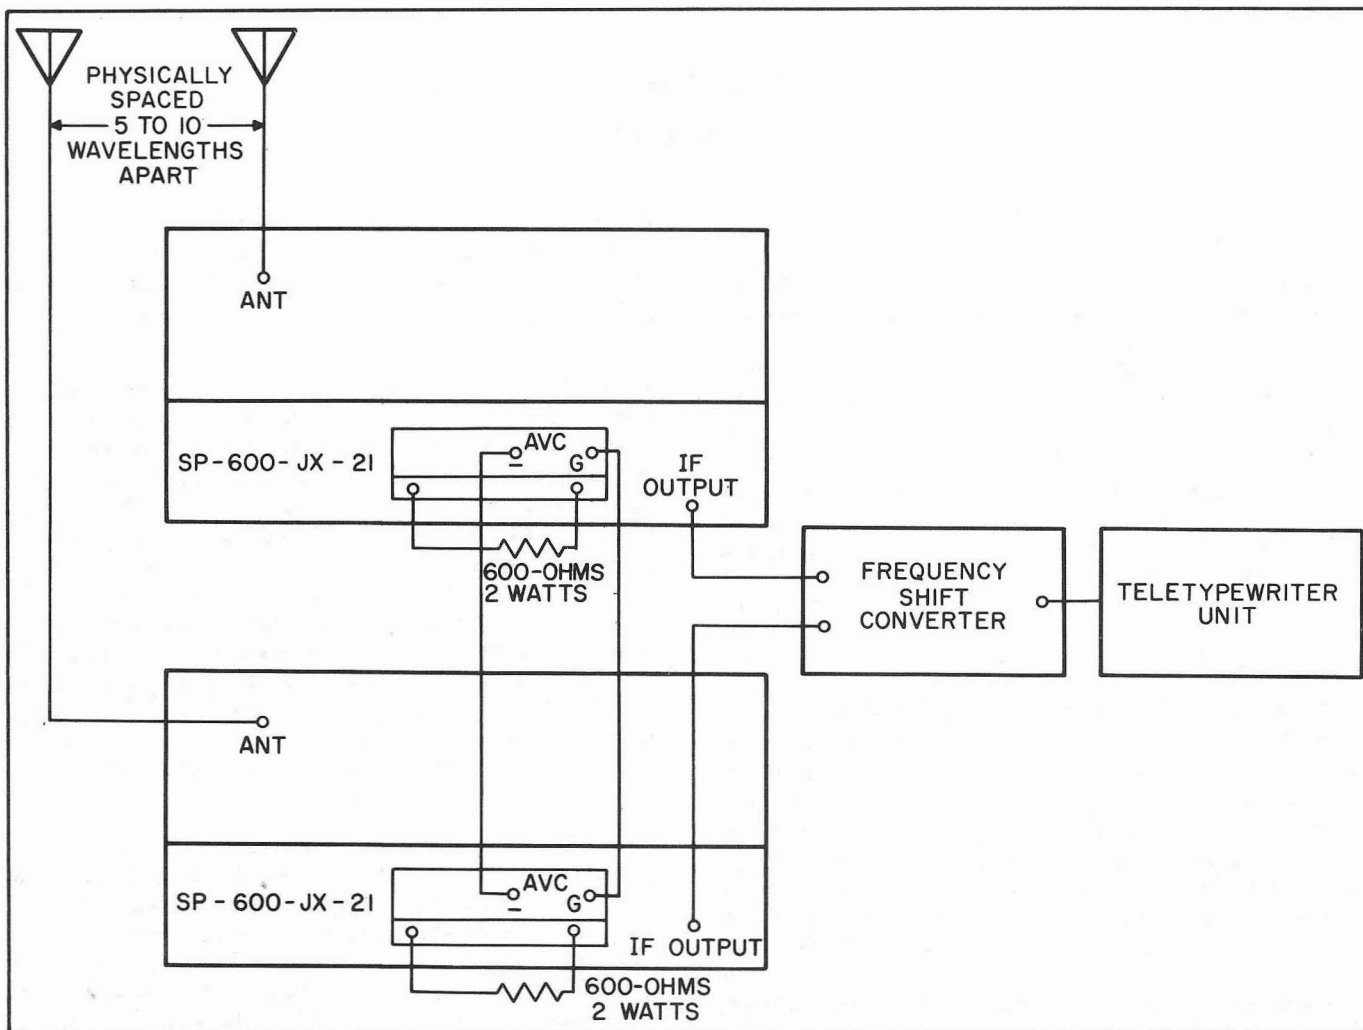 PHYSICALLY
SPACED
5 TO 10
WAVELENGTHS
APART
ANT
SP-600-JX-21
AVC
- G
IF
OUTPUT
600-OHMS
2 WATTS
FREQUENCY
SHIFT
CONVERTER
TELETYPEWRITER
UNIT
ANT
SP-600-JX-21
AVC
- G
IF OUTPUT
600-OHMS
2 WATTS